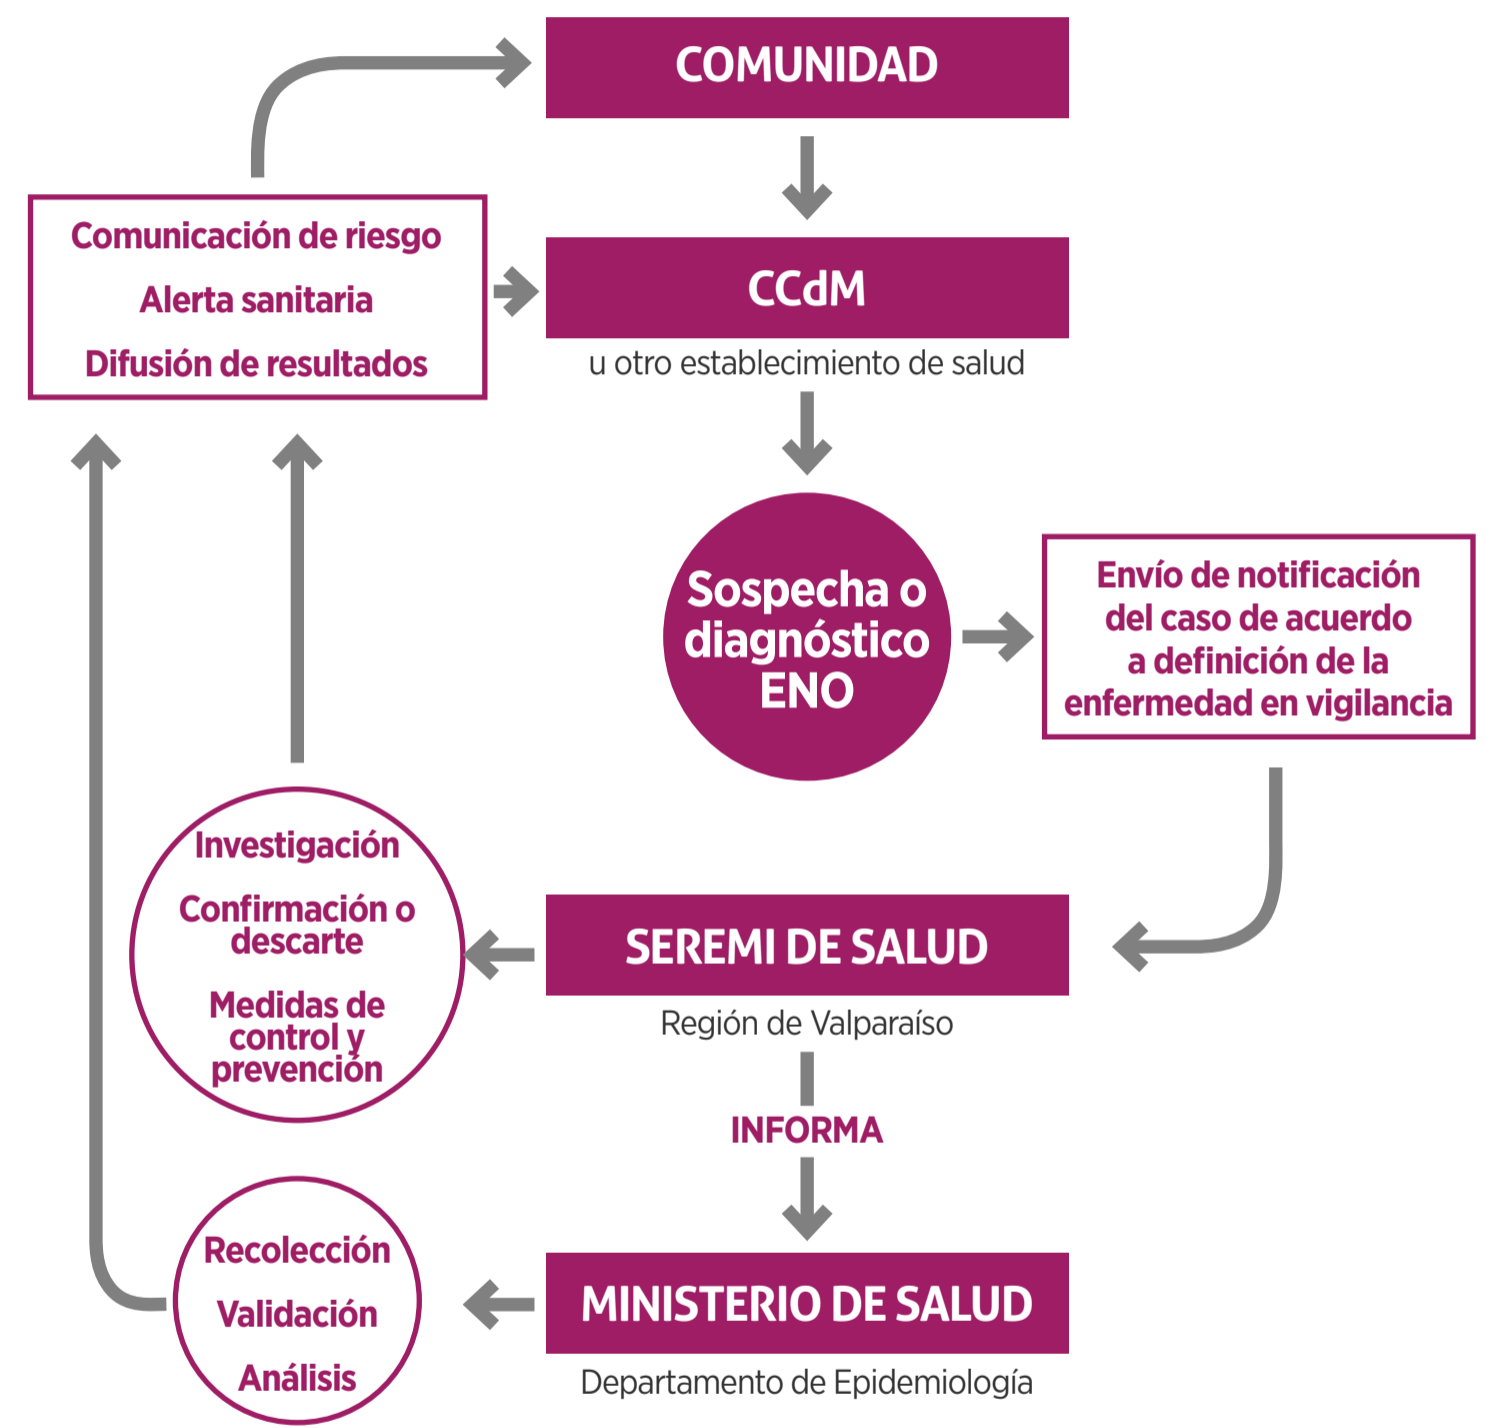 COMUNIDAD
Comunicación de riesgo
Alerta sanitaria
Difusión de resultados
CCdM
u otro establecimiento de salud
Sospecha o
diagnóstico
ENO
Envío de notificación
del caso de acuerdo
a definición de la
enfermedad en vigilancia
SEREMI DE SALUD
Región de Valparaíso
Investigación
Confirmación o
descarte
Medidas de
control y
prevención
INFORMA
MINISTERIO DE SALUD
Departamento de Epidemiología
Recolección
Validación
Análisis